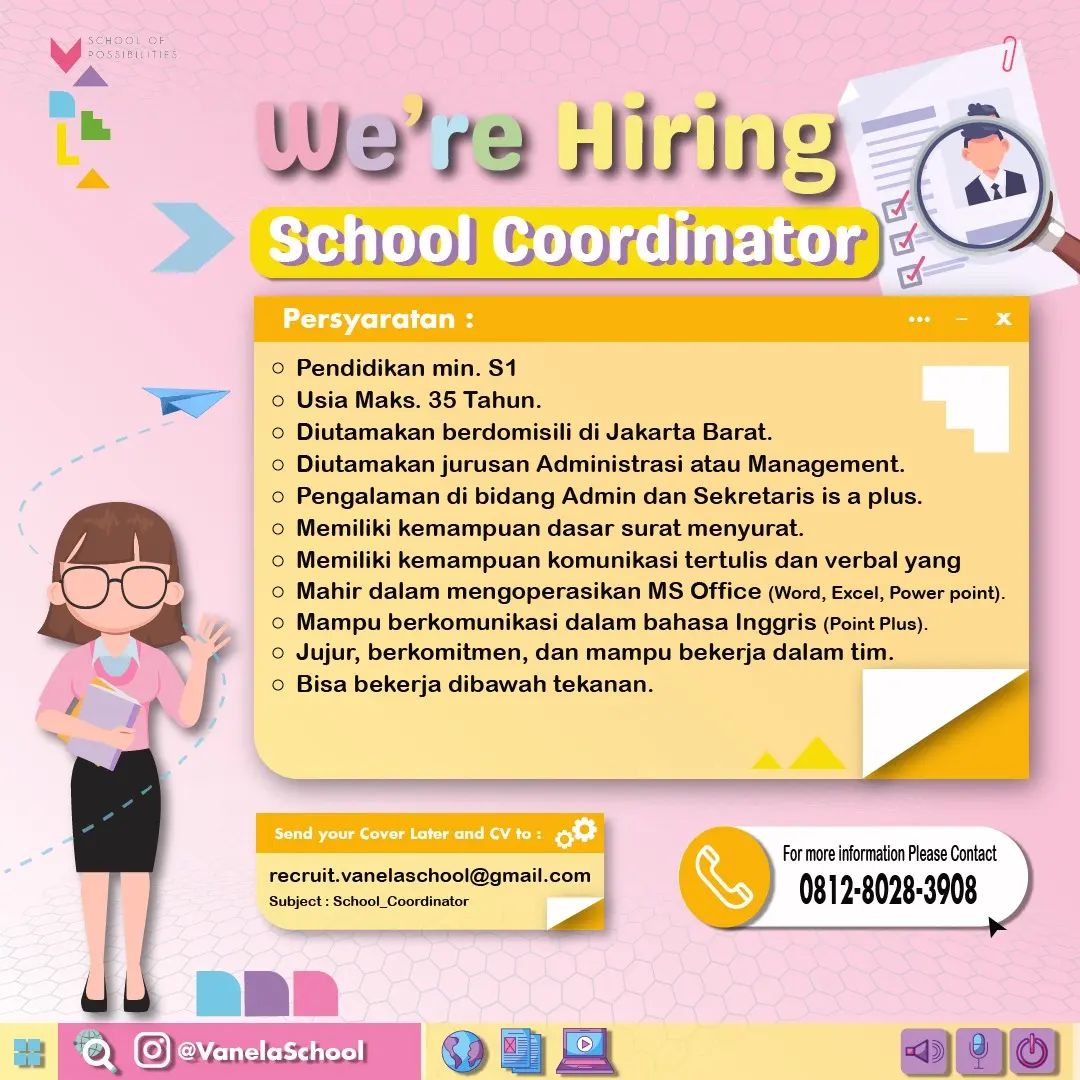 SCHOOL OF
POSSIBILITIES
We're Hiring
School Coordinator
Persyaratan :
Pendidikan min. S1
Usia Maks. 35 Tahun.
Diutamakan berdomisili di Jakarta Barat.
Diutamakan jurusan Administrasi atau Management.
Pengalaman di bidang Admin dan Sekretaris is a plus.
Memiliki kemampuan dasar surat menyurat.
Memiliki kemampuan komunikasi tertulis dan verbal yang
Mahir dalam mengoperasikan MS Office (Word, Excel, Power point).
Mampu berkomunikasi dalam bahasa Inggris (Point Plus).
Jujur, berkomitmen, dan mampu bekerja dalam tim.
Bisa bekerja dibawah tekanan.
Send your Cover Later and CV to :
recruit.vanelaschool@gmail.com
Subject : School_Coordinator
For more information Please Contact
0812-8028-3908
@VanelaSchool